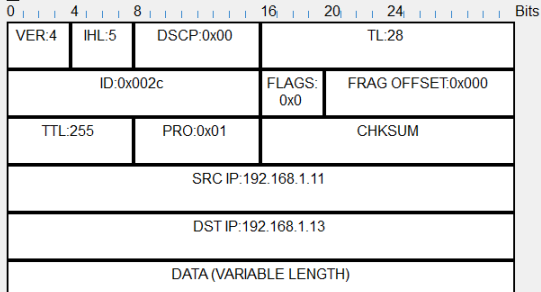 0 4 8 16 20 24 Bits
VER:4 IHL:5 DSCP:0x00 TL:28
ID:0x002c FLAGS: 0x0 FRAG OFFSET:0x000
TTL:255 PRO:0x01 CHKSUM
SRC IP:192.168.1.11
DST IP:192.168.1.13
DATA (VARIABLE LENGTH)